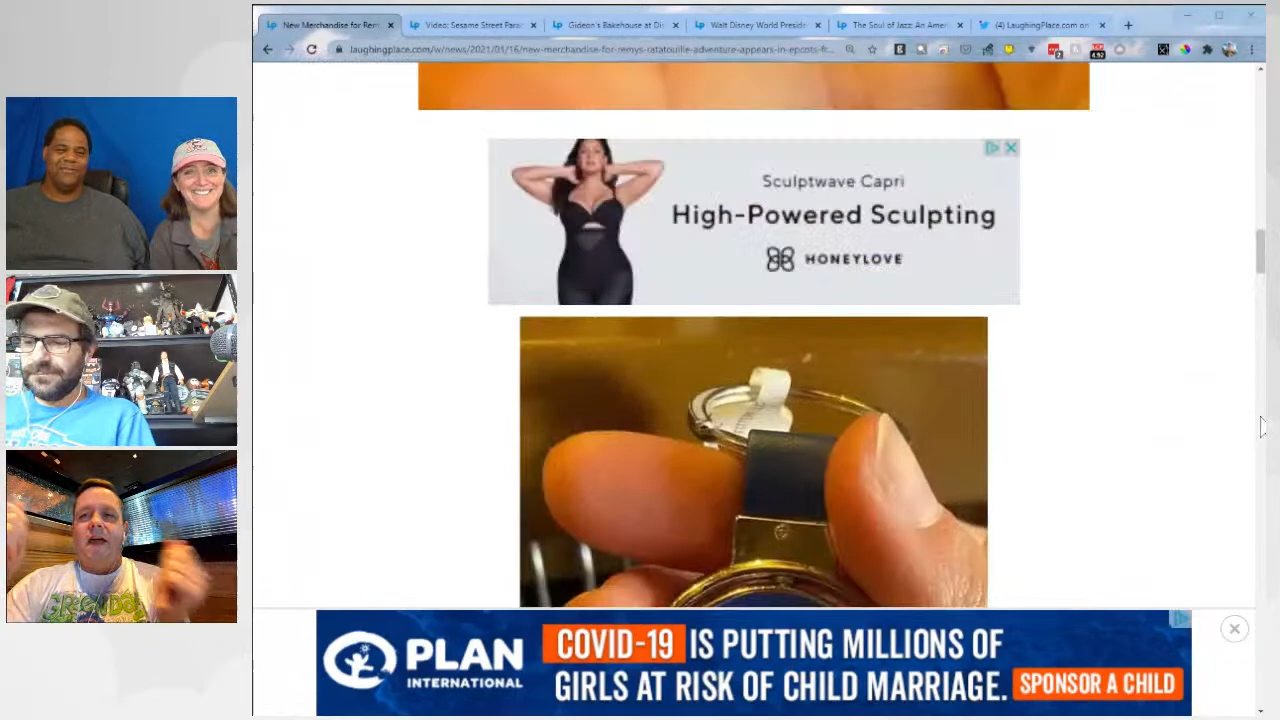 New Merchandise for Rem
Video: Sesame Street Para
Gideon's Bakehouse at Di
Walt Disney World Presid
The Soul of Jazz: An Ame
(4) LaughingPlace.com on
laughingplace.com/w/news/2021/01/16/new-merchandise-for-remys-ratatouille-adventure-appears-in-epcots-fr...
Sculptwave Capri
High-Powered Sculpting
HONEYLOVE
PLAN
INTERNATIONAL
COVID-19 IS PUTTING MILLIONS OF
GIRLS AT RISK OF CHILD MARRIAGE.
SPONSOR A CHILD